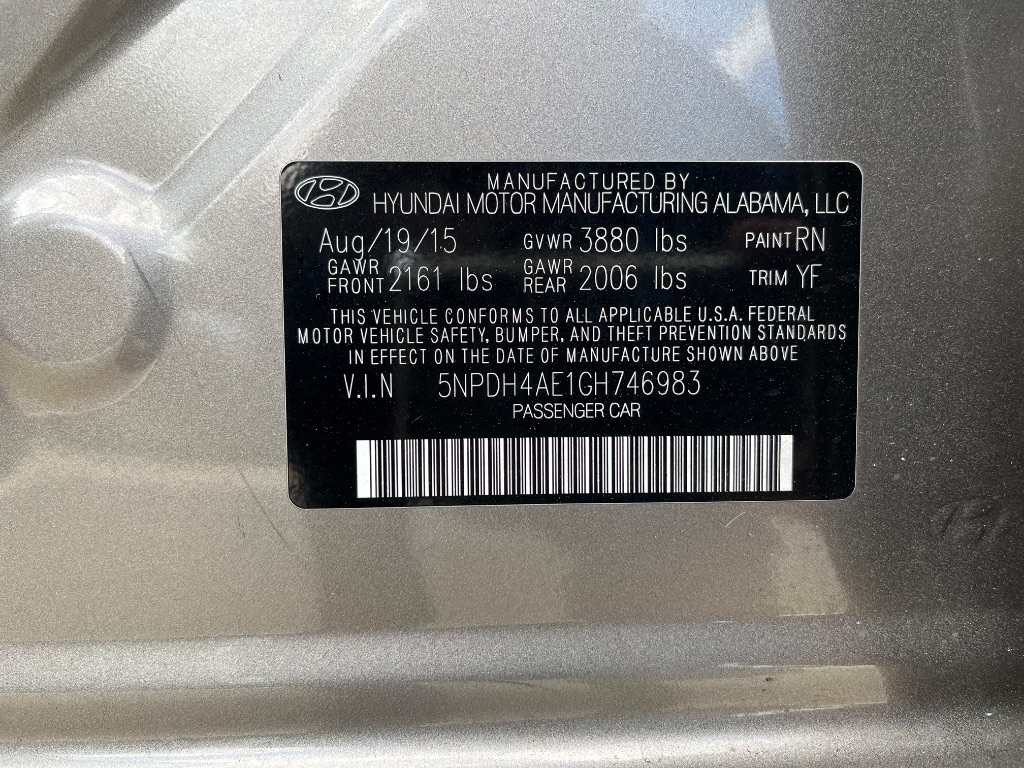 MANUFACTURED BY
HYUNDAI MOTOR MANUFACTURING ALABAMA, LLC
Aug/19/15 GVWR 3880 lbs PAINT RN
GAWR FRONT 2161 lbs GAWR REAR 2006 lbs TRIM YF
THIS VEHICLE CONFORMS TO ALL APPLICABLE U.S.A. FEDERAL
MOTOR VEHICLE SAFETY, BUMPER, AND THEFT PREVENTION STANDARDS
IN EFFECT ON THE DATE OF MANUFACTURE SHOWN ABOVE
V.I.N 5NPDH4AE1GH746983
PASSENGER CAR